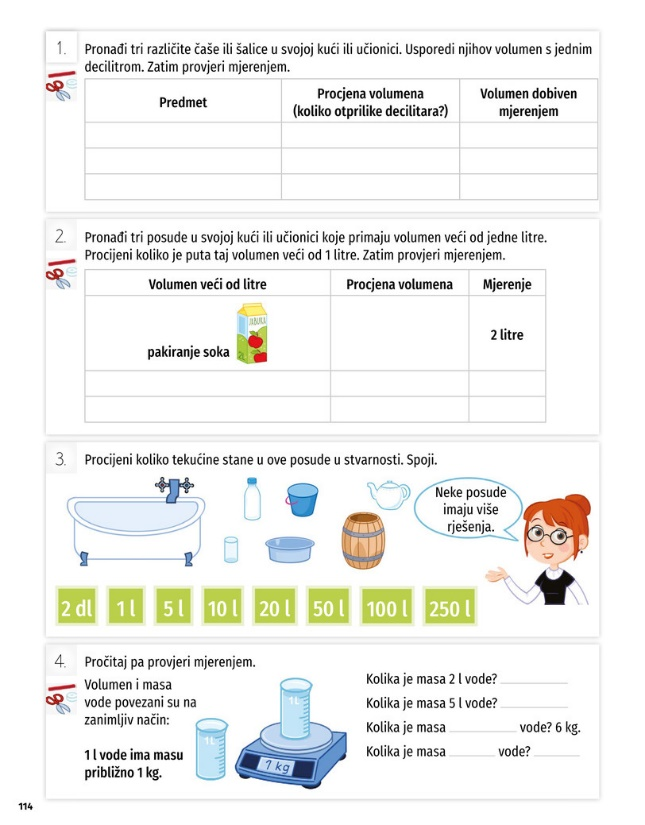 1.
Pronađi tri različite čaše ili šalice u svojoj kući ili učionici. Usporedi njihov volumen s jednim
decilitrom. Zatim provjeri mjerenjem.
Predmet
Procjena volumena
(koliko otprilike decilitara?)
Volumen dobiven
mjerenjem
2.
Pronađi tri posude u svojoj kući ili učionici koje primaju volumen veći od jedne litre.
Procijeni koliko je puta taj volumen veći od 1 litre. Zatim provjeri mjerenjem.
Volumen veći od litre
Procjena volumena
Mjerenje
JABUKA
pakiranje soka
2 litre
3.
Procijeni koliko tekućine stane u ove posude u stvarnosti. Spoji.
Neke posude
imaju više
rješenja.
2 dl
1 l
5 l
10 l
20 l
50 l
100 l
250 l
4.
Pročitaj pa provjeri mjerenjem.
Volumen i masa
vode povezani su na
zanimljiv način:
1 l vode ima masu
približno 1 kg.
1L
1L
1 kg
Kolika je masa 2 l vode? ________
Kolika je masa 5 l vode? ________
Kolika je masa ______ vode? 6 kg.
Kolika je masa ______ vode? ______
114